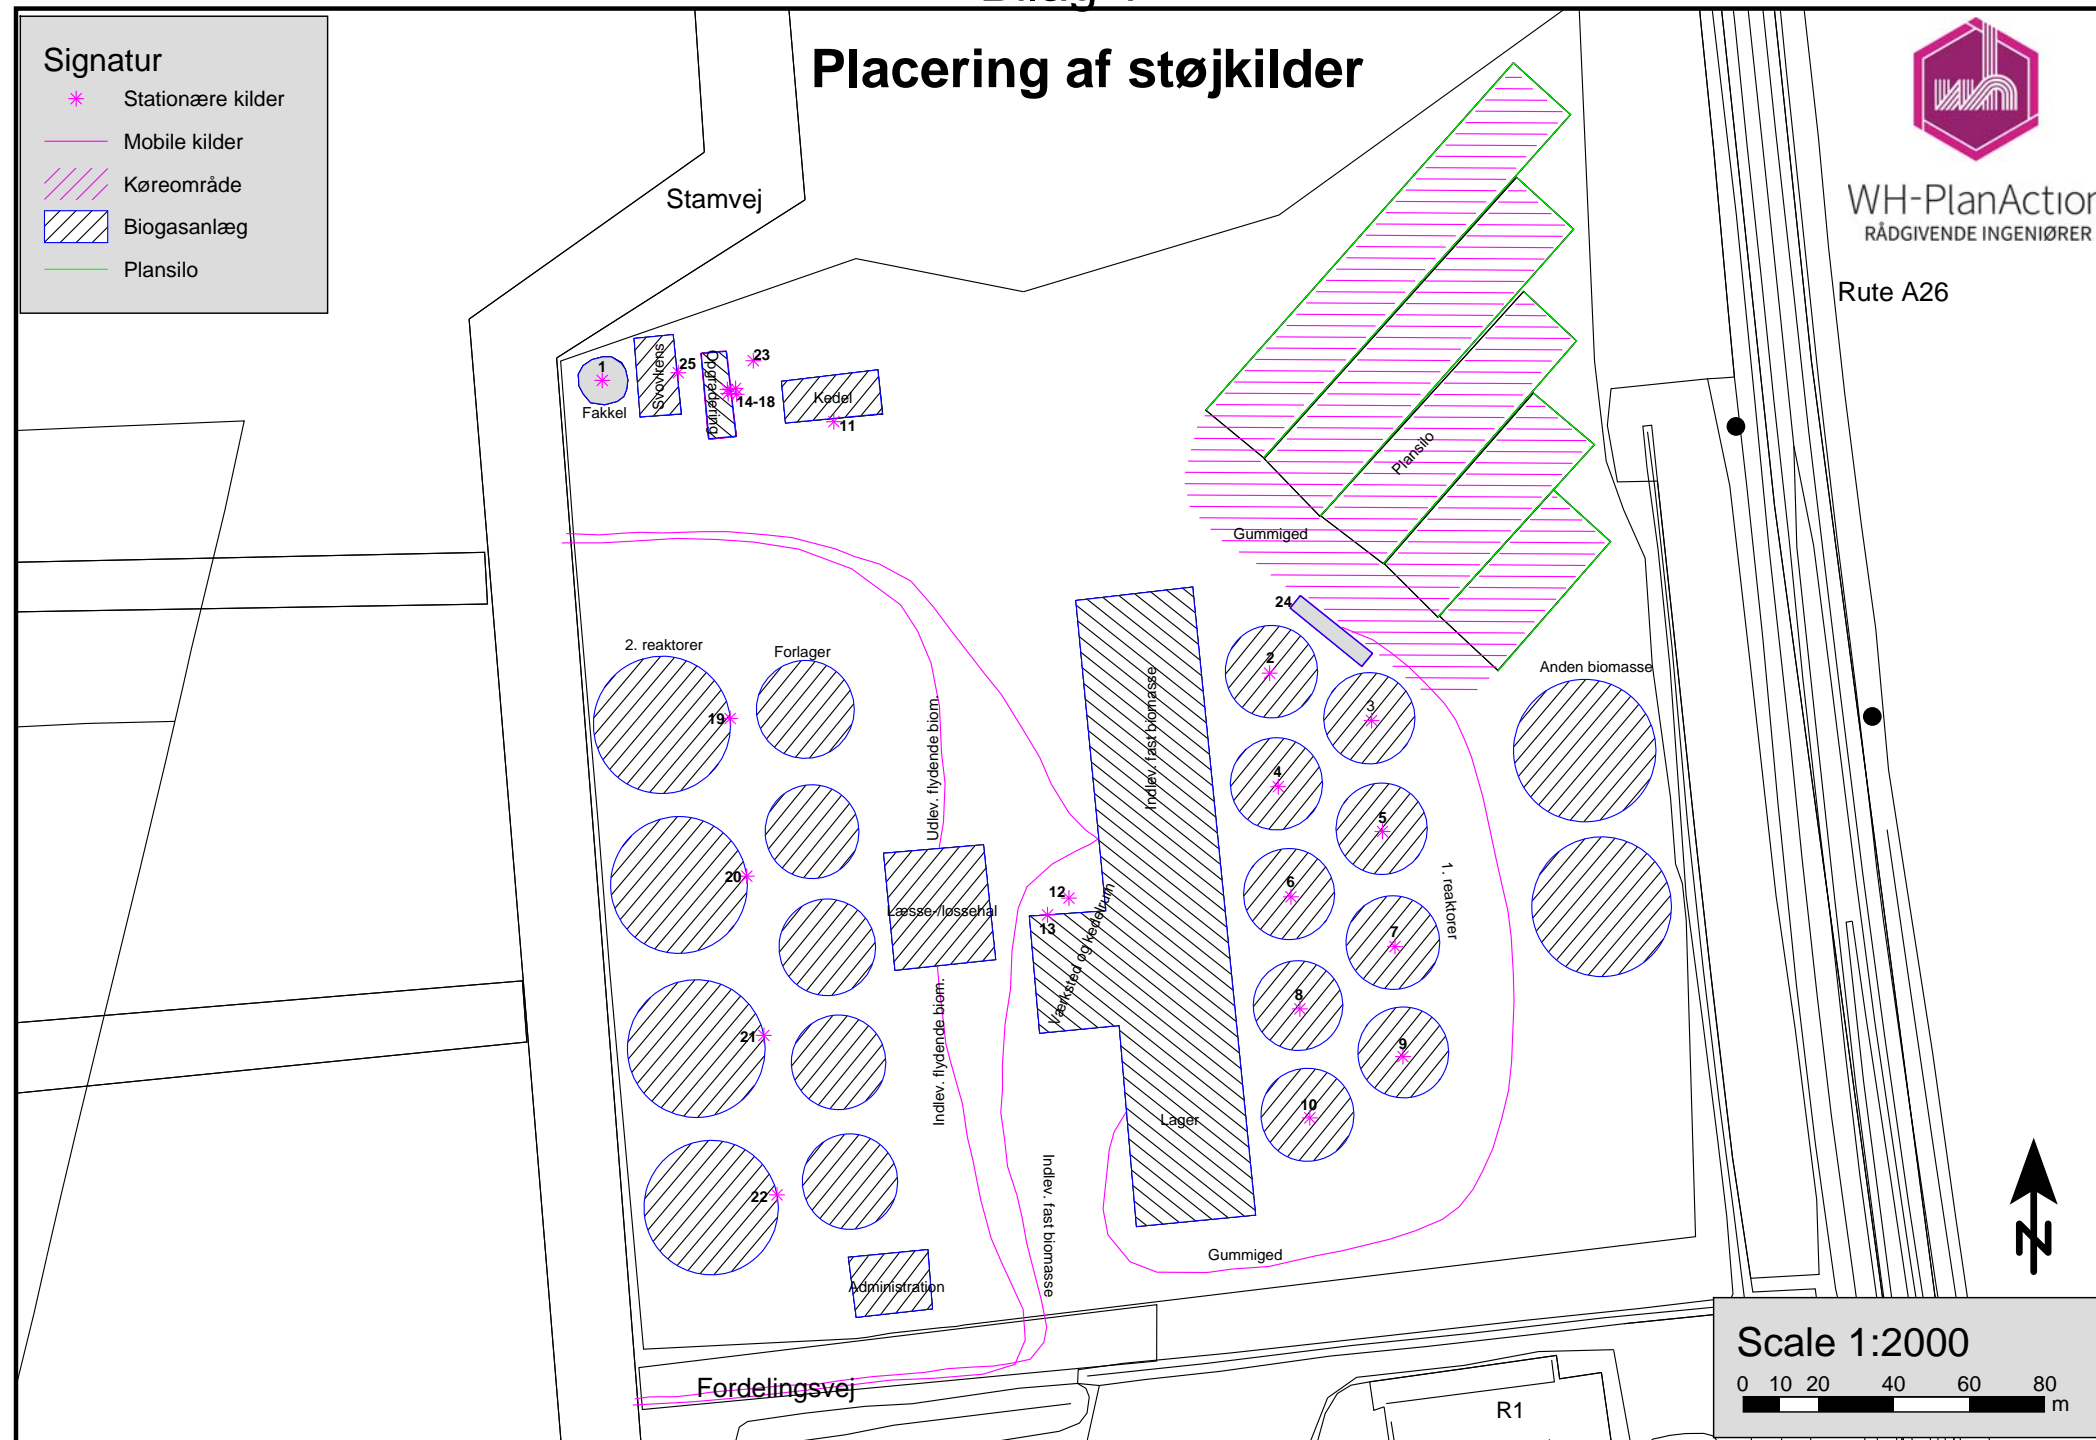 Placering af støjkilder
Signatur
Stationære kilder
Mobile kilder
Køreområde
Biogasanlæg
Plansilo
WH-PlanAction
RÅDGIVENDE INGENIØRER
Rute A26
Stamvej
1
Fakkel
Svovlrens
25
Opgradering
23
14-18
Kedel
11
Plansilo
Gummiged
24
2. reaktorer
Forlager
19
20
21
22
Udlev. flydende biom.
Læsse-/lossehal
Indlev. flydende biom.
Indlev. fast biomasse
12
13
Værksted og kedelrum
Indlev. fast biomasse
Lager
2
3
4
5
6
7
8
9
10
1. reaktorer
Anden biomasse
Gummiged
Administration
Fordelingsvej
R1
N
Scale 1:2000
0 10 20 40 60 80
m